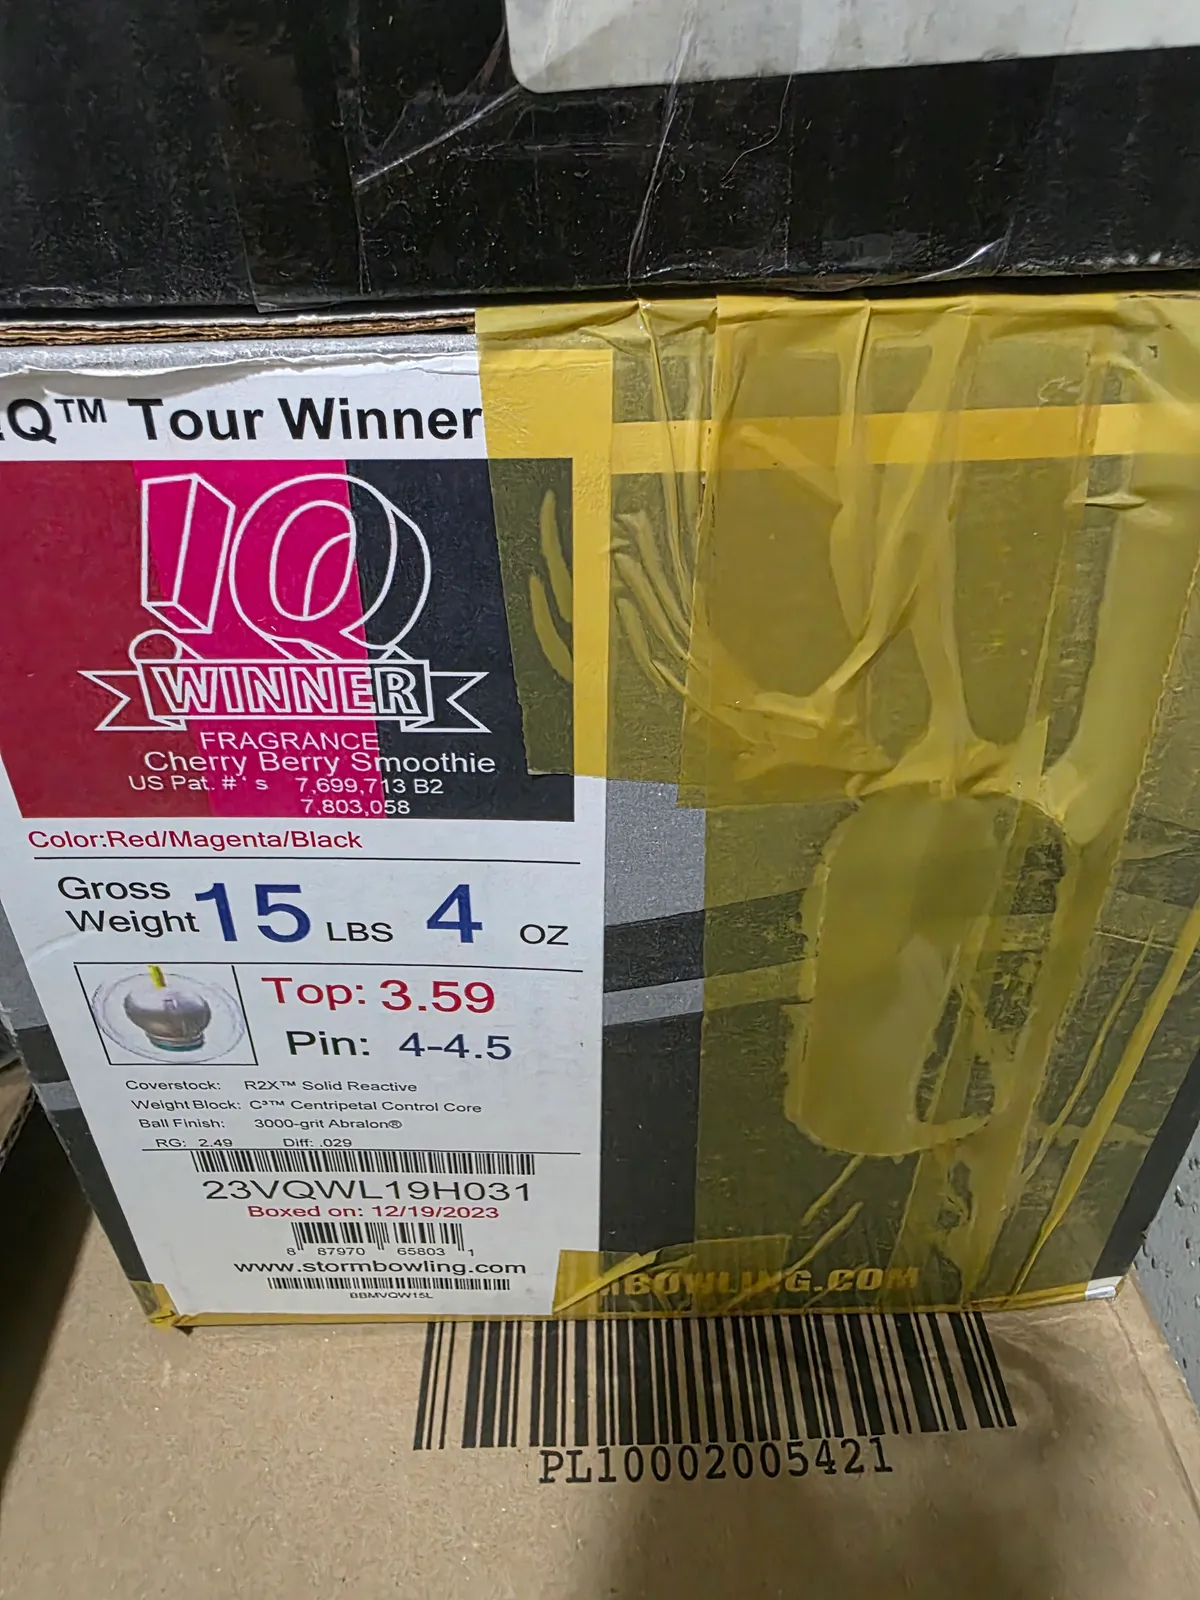 IQ™ Tour Winner
IQ
WINNER
FRAGRANCE
Cherry Berry Smoothie
US Pat. #'s 7,699,713 B2
7,803,058
Color:Red/Magenta/Black
Gross Weight 15 LBS 4 OZ
Top: 3.59
Pin: 4-4.5
Coverstock: R2X™ Solid Reactive
Weight Block: C³™ Centripetal Control Core
Ball Finish: 3000-grit Abralon®
RG: 2.49 Diff: .029
23VQWL19H031
Boxed on: 12/19/2023
8 87970 65803 1
www.stormbowling.com
BBMVQW15L
MBOWLING.COM
PL10002005421